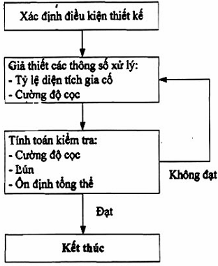 Xác định điều kiện thiết kế
Giả thiết các thông số xử lý:
- Tỷ lệ diện tích gia cố
- Cường độ cọc
Tính toán kiểm tra:
- Cường độ cọc
- Lún
- Ổn định tổng thể
Không đạt
Đạt
Kết thúc